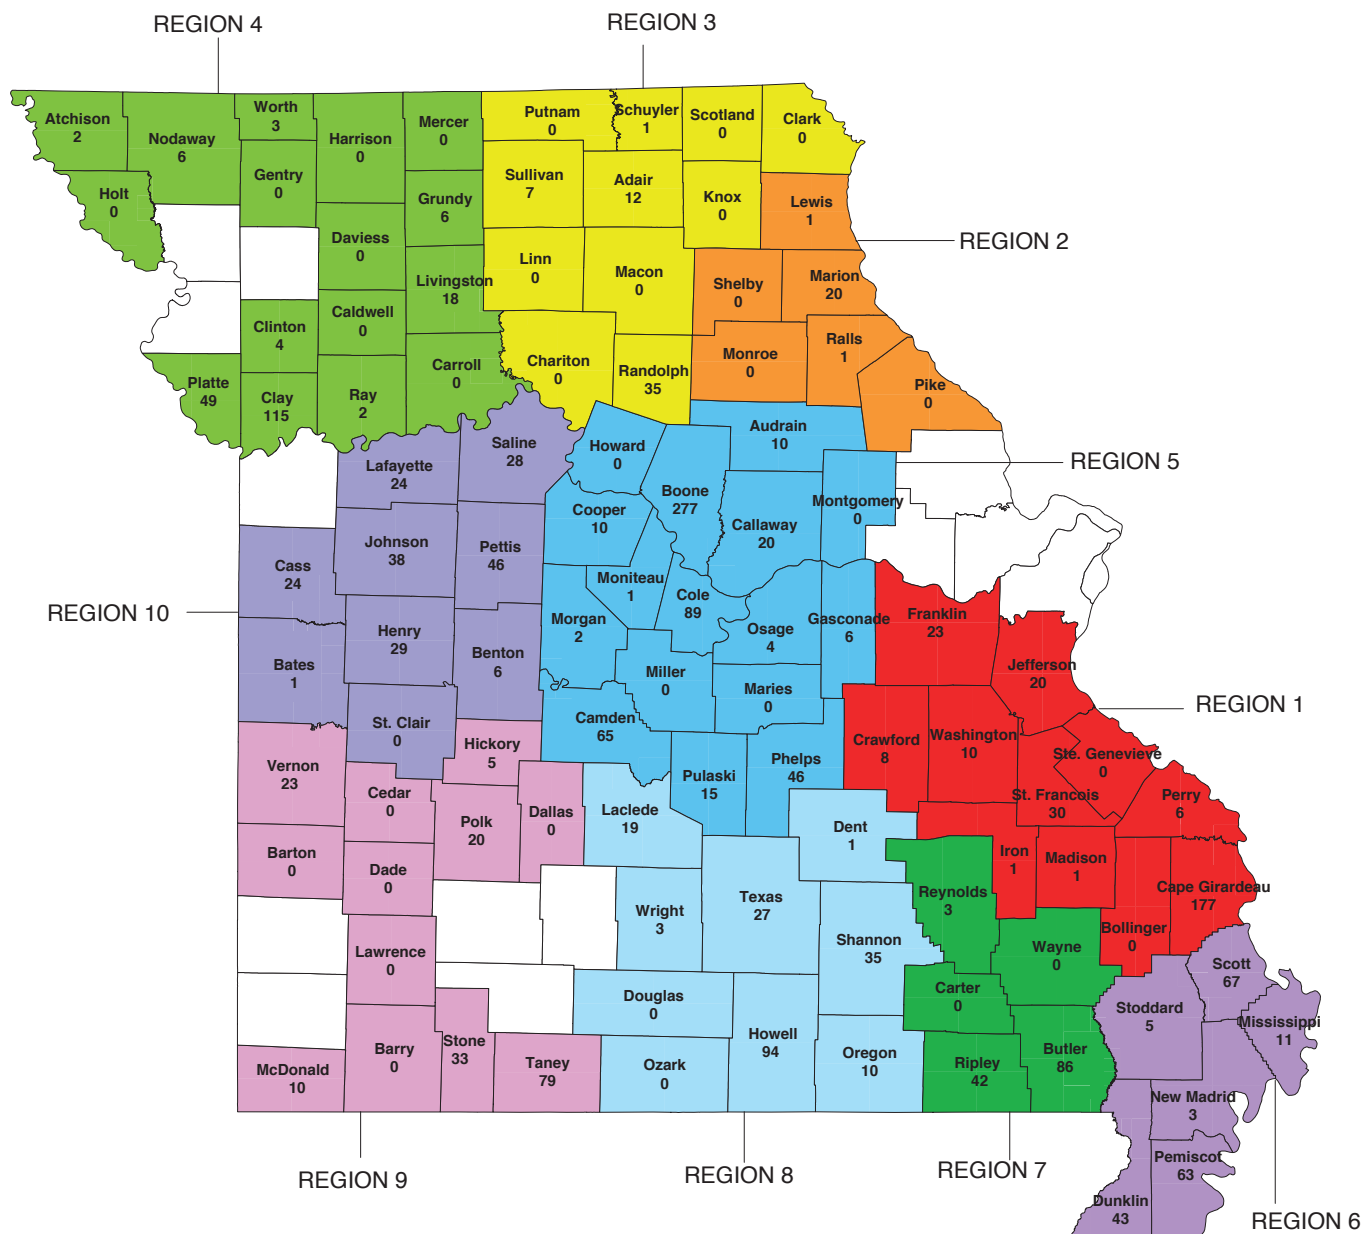 REGION 4
REGION 3
Atchison
2
Nodaway
6
Worth
3
Harrison
0
Mercer
0
Putnam
0
Schuyler
1
Scotland
0
Clark
0
Holt
0
Gentry
0
Grundy
6
Sullivan
7
Adair
12
Knox
0
Lewis
1
REGION 2
Daviess
0
Livingston
18
Linn
0
Macon
0
Shelby
0
Marion
20
Clinton
4
Caldwell
0
Platte
49
Clay
115
Ray
2
Carroll
0
Chariton
0
Randolph
35
Monroe
0
Ralls
1
Pike
0
Lafayette
24
Saline
28
Howard
0
Boone
277
Audrain
10
REGION 5
Montgomery
0
Cooper
10
Callaway
20
Cass
24
Johnson
38
Pettis
46
Moniteau
1
Cole
89
REGION 10
Henry
29
Morgan
2
Osage
4
Gasconade
6
Franklin
23
Bates
1
Benton
6
Miller
0
Maries
0
Jefferson
20
REGION 1
St. Clair
0
Hickory
5
Camden
65
Pulaski
15
Phelps
46
Crawford
8
Washington
10
Ste. Genevieve
0
St. Francois
30
Perry
6
Vernon
23
Cedar
0
Polk
20
Dallas
0
Laclede
19
Dent
1
Iron
1
Madison
1
Barton
0
Dade
0
Wright
3
Texas
27
Reynolds
3
Cape Girardeau
177
Bollinger
0
Lawrence
0
Shannon
35
Wayne
0
Scott
67
Douglas
0
Carter
0
Stoddard
5
Mississippi
11
McDonald
10
Barry
0
Stone
33
Taney
79
Ozark
0
Howell
94
Oregon
10
Ripley
42
Butler
86
New Madrid
3
Pemiscot
63
Dunklin
43
REGION 9
REGION 8
REGION 7
REGION 6